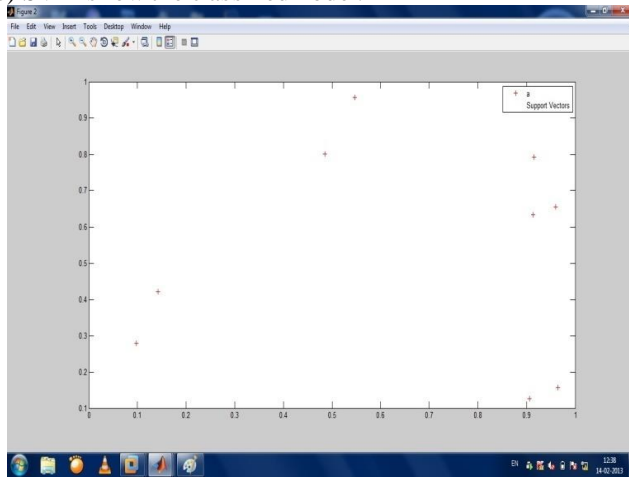 Figure 2
File Edit View Insert Tools Desktop Window Help
a
Support Vectors
1
0.9
0.8
0.7
0.6
0.5
0.4
0.3
0.2
0.1
0 0.1 0.2 0.3 0.4 0.5 0.6 0.7 0.8 0.9 1
EN
12:38
14-02-2013